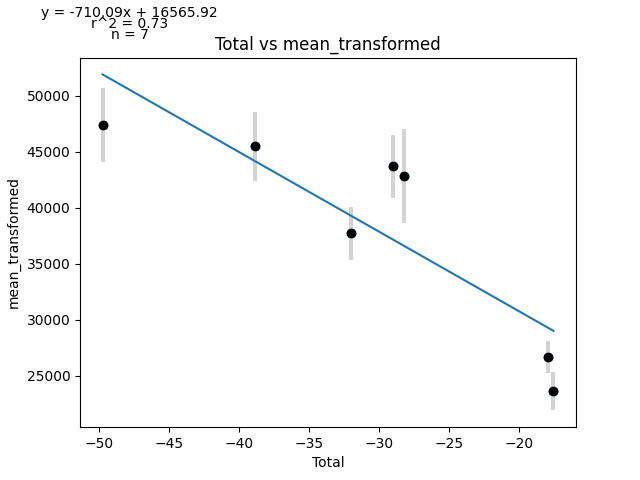 y = -710.09x + 16565.92
r^2 = 0.73
n = 7
Total vs mean_transformed
50000
45000
40000
35000
30000
25000
mean_transformed
−50 −45 −40 −35 −30 −25 −20
Total